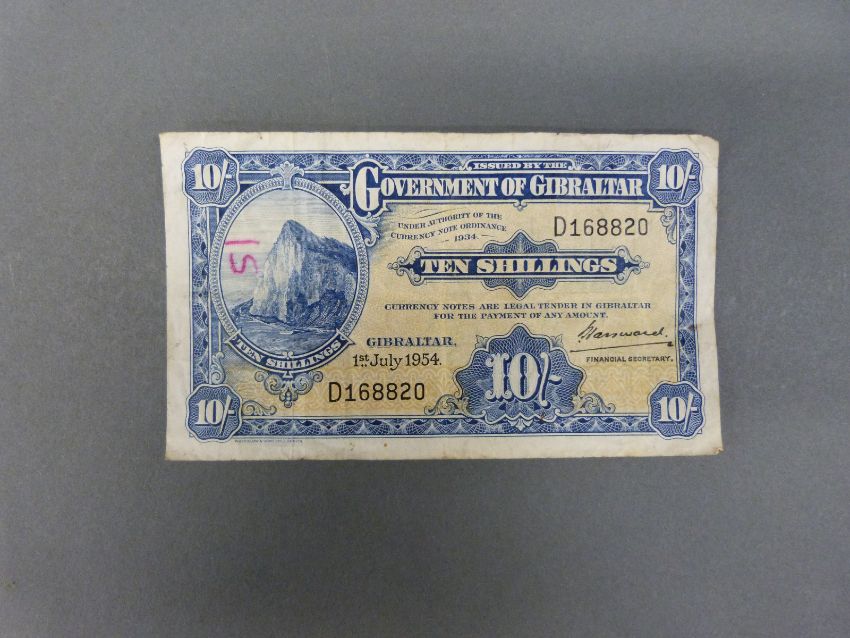 10/-
ISSUED BY THE
10/-
GOVERNMENT OF GIBRALTAR
UNDER AUTHORITY OF THE
CURRENCY NOTE ORDINANCE
— 1934 —
D168820
TEN SHILLINGS
CURRENCY NOTES ARE LEGAL TENDER IN GIBRALTAR
FOR THE PAYMENT OF ANY AMOUNT.
TEN SHILLINGS
GIBRALTAR,
1st July 1954.
FINANCIAL SECRETARY.
D168820
10/-
10/-
10/-